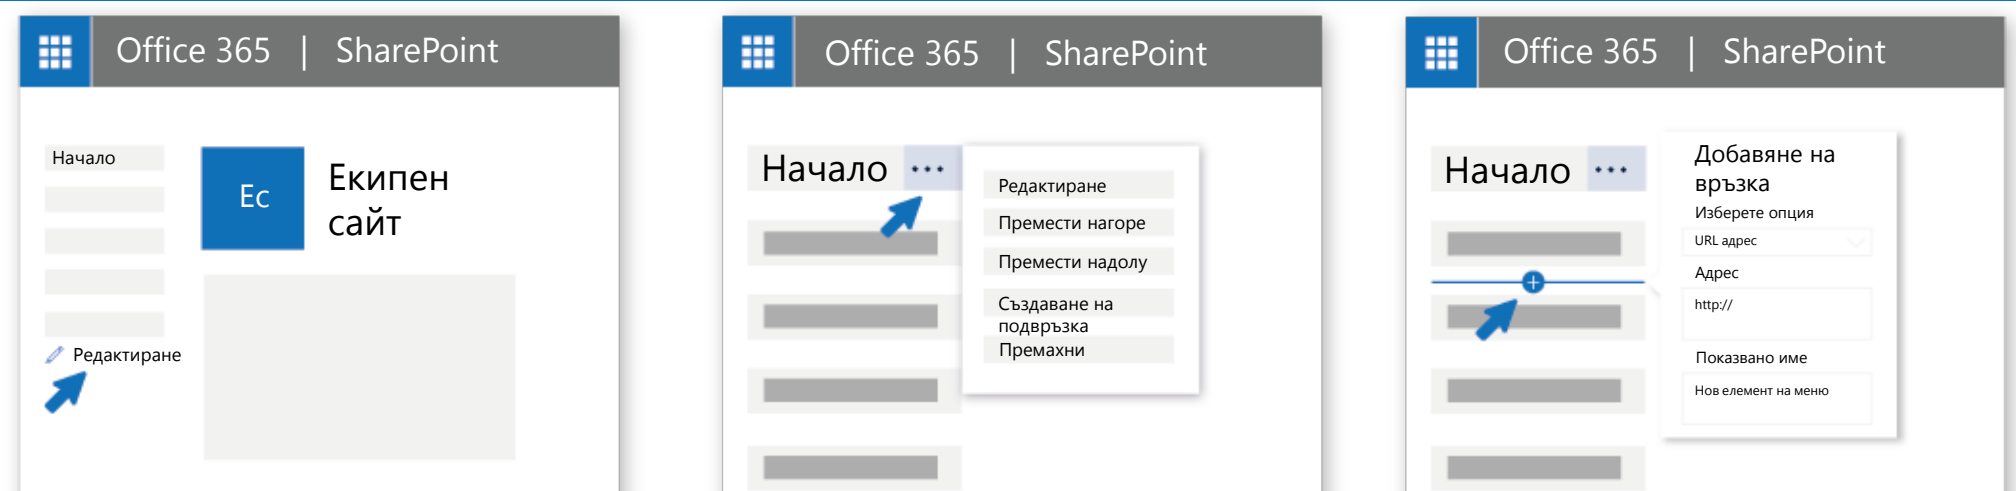 Office 365 | SharePoint
Начало
Ес
Екипен
сайт
Редактиране
Office 365 | SharePoint
Начало ...
Редактиране
Премести нагоре
Премести надолу
Създаване на
подвръзка
Премахни
Office 365 | SharePoint
Начало ...
Добавяне на
връзка
Изберете опция
URL адрес
Адрес
http://
Показвано име
Нов елемент на меню